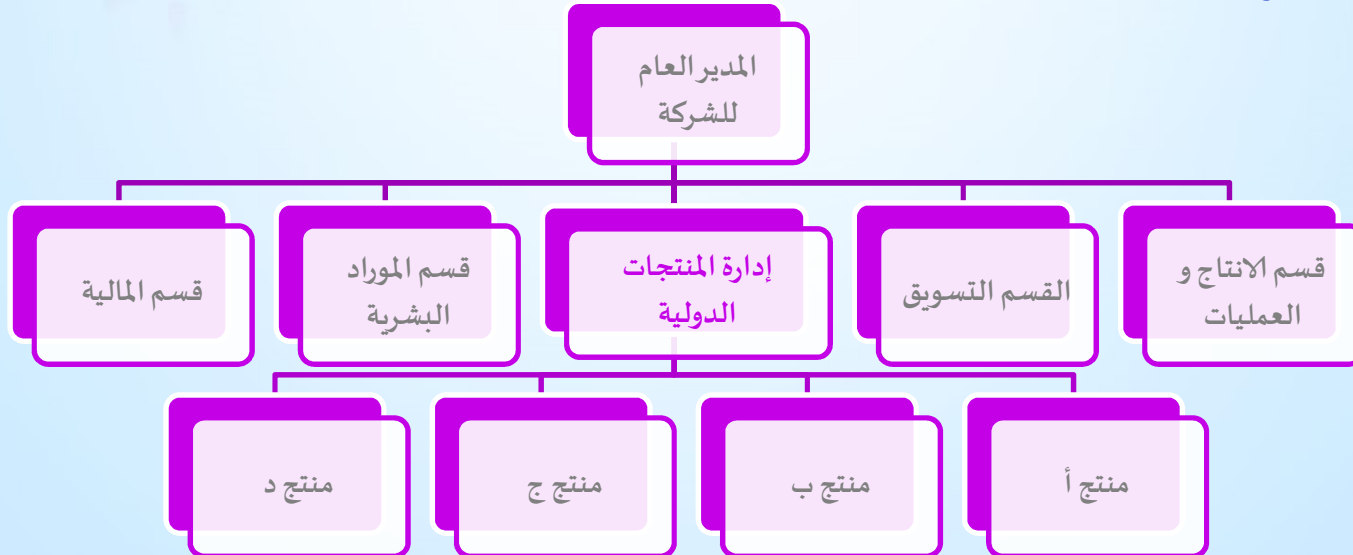 المدير العام
للشركة
قسم الانتاج و
العمليات
القسم التسويق
إدارة المنتجات
الدولية
قسم الموراد
البشرية
قسم المالية
منتج أ
منتج ب
منتج ج
منتج د